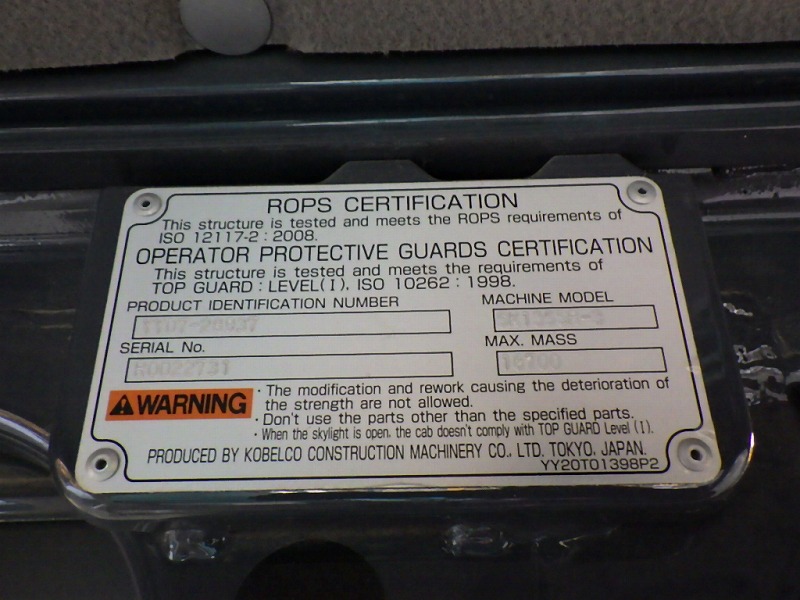 ROPS CERTIFICATION
This structure is tested and meets the ROPS requirements of
ISO 12117-2 : 2008.
OPERATOR PROTECTIVE GUARDS CERTIFICATION
This structure is tested and meets the requirements of
TOP GUARD : LEVEL(I), ISO 10262 : 1998.
PRODUCT IDENTIFICATION NUMBER
MACHINE MODEL
SERIAL No.
MAX. MASS
WARNING
· The modification and rework causing the deterioration of
the strength are not allowed.
· Don't use the parts other than the specified parts.
· When the skylight is open, the cab doesn't comply with TOP GUARD Level (I).
PRODUCED BY KOBELCO CONSTRUCTION MACHINERY CO., LTD. TOKYO, JAPAN.
YY20T01398P2